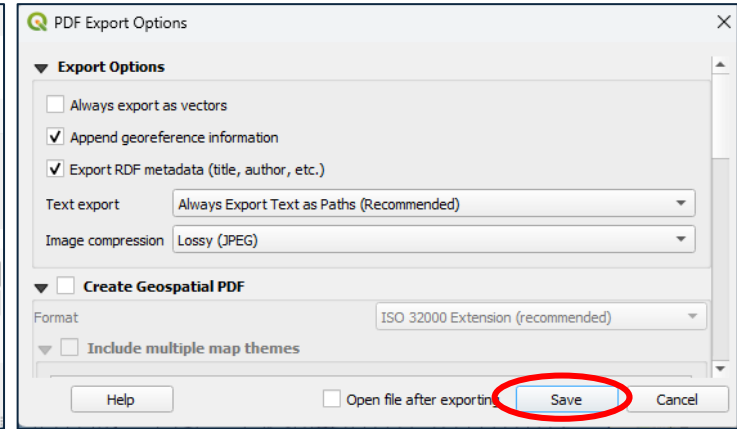 PDF Export Options
Export Options
Always export as vectors
Append georeference information
Export RDF metadata (title, author, etc.)
Text export Always Export Text as Paths (Recommended)
Image compression Lossy (JPEG)
Create Geospatial PDF
Format ISO 32000 Extension (recommended)
Include multiple map themes
Help Open file after exporting Save Cancel